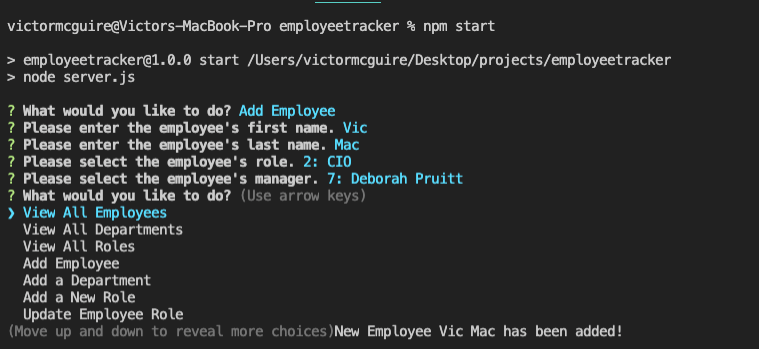 victormcguire@Victors-MacBook-Pro employeetracker % npm start
> employeetracker@1.0.0 start /Users/victormcguire/Desktop/projects/employeetracker
> node server.js
? What would you like to do? Add Employee
? Please enter the employee's first name. Vic
? Please enter the employee's last name. Mac
? Please select the employee's role. 2: CIO
? Please select the employee's manager. 7: Deborah Pruitt
? What would you like to do? (Use arrow keys)
❯ View All Employees
View All Departments
View All Roles
Add Employee
Add a Department
Add a New Role
Update Employee Role
(Move up and down to reveal more choices)New Employee Vic Mac has been added!